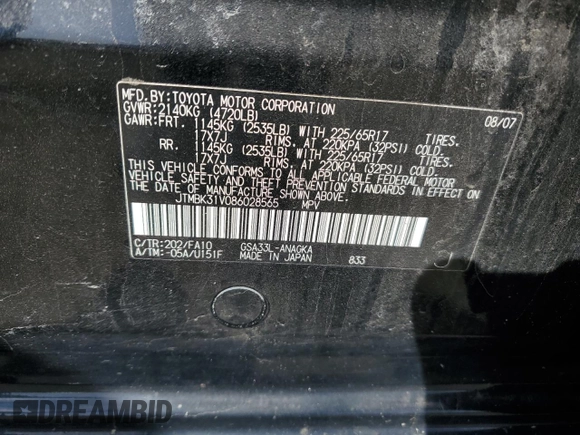 MFD.BY:TOYOTA MOTOR CORPORATION 08/07
GVWR:2140KG (4720LB)
GAWR:FRT. 1145KG (2535LB) WITH 225/65R17 TIRES,
17X7J RIMS, AT 220KPA (32PSI) COLD
RR. 1145KG (2535LB) WITH 225/65R17 TIRES,
17X7J RIMS, AT 220KPA (32PSI) COLD
THIS VEHICLE CONFORMS TO ALL APPLICABLE FEDERAL MOTOR
VEHICLE SAFETY AND THEFT PREVENTION STANDARDS IN EFFECT
ON THE DATE OF MANUFACTURE SHOWN ABOVE.
JTMBK31V086028565 MPV
C/TR:202/FA10 GSA33L-ANAGKA
A/TM:-05A/U151F MADE IN JAPAN 833
DREAMBID